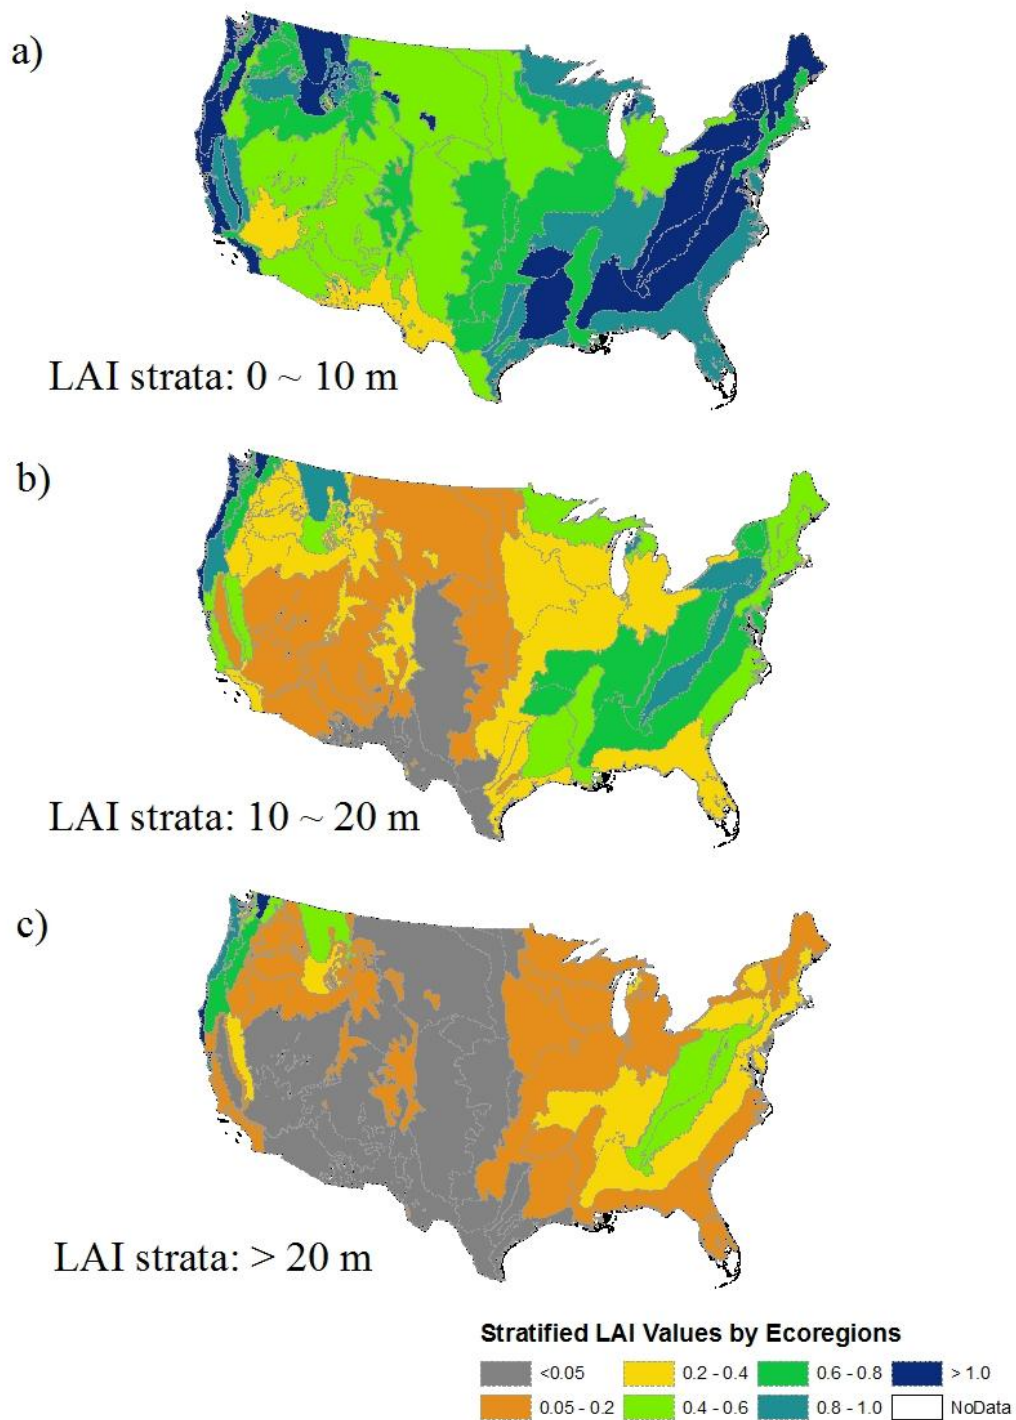 a)
LAI strata: 0 ~ 10 m
b)
LAI strata: 10 ~ 20 m
c)
LAI strata: > 20 m
Stratified LAI Values by Ecoregions
<0.05 0.2 - 0.4 0.6 - 0.8 > 1.0
0.05 - 0.2 0.4 - 0.6 0.8 - 1.0 NoData